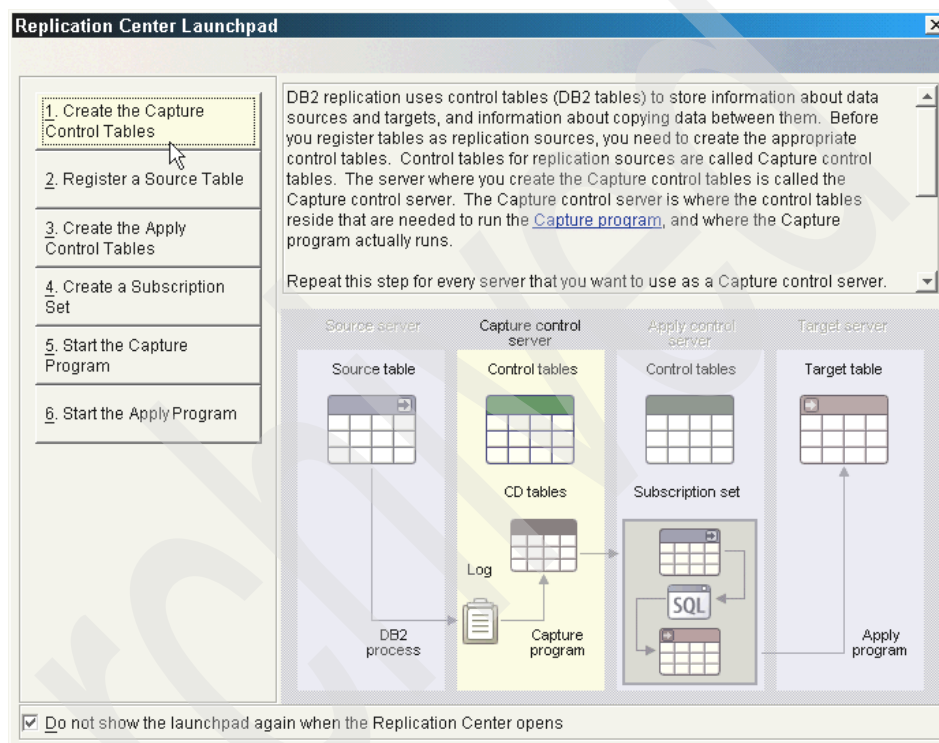 Replication Center Launchpad
1. Create the Capture
Control Tables
2. Register a Source Table
3. Create the Apply
Control Tables
4. Create a Subscription
Set
5. Start the Capture
Program
6. Start the Apply Program
DB2 replication uses control tables (DB2 tables) to store information about data
sources and targets, and information about copying data between them. Before
you register tables as replication sources, you need to create the appropriate
control tables. Control tables for replication sources are called Capture control
tables. The server where you create the Capture control tables is called the
Capture control server. The Capture control server is where the control tables
reside that are needed to run the Capture program, and where the Capture
program actually runs.
Repeat this step for every server that you want to use as a Capture control server.
Source server
Capture control
server
Apply control
server
Target server
Source table
Control tables
Control tables
Target table
CD tables
Subscription set
Log
SQL
DB2
process
Capture
program
Apply
program
Do not show the launchpad again when the Replication Center opens